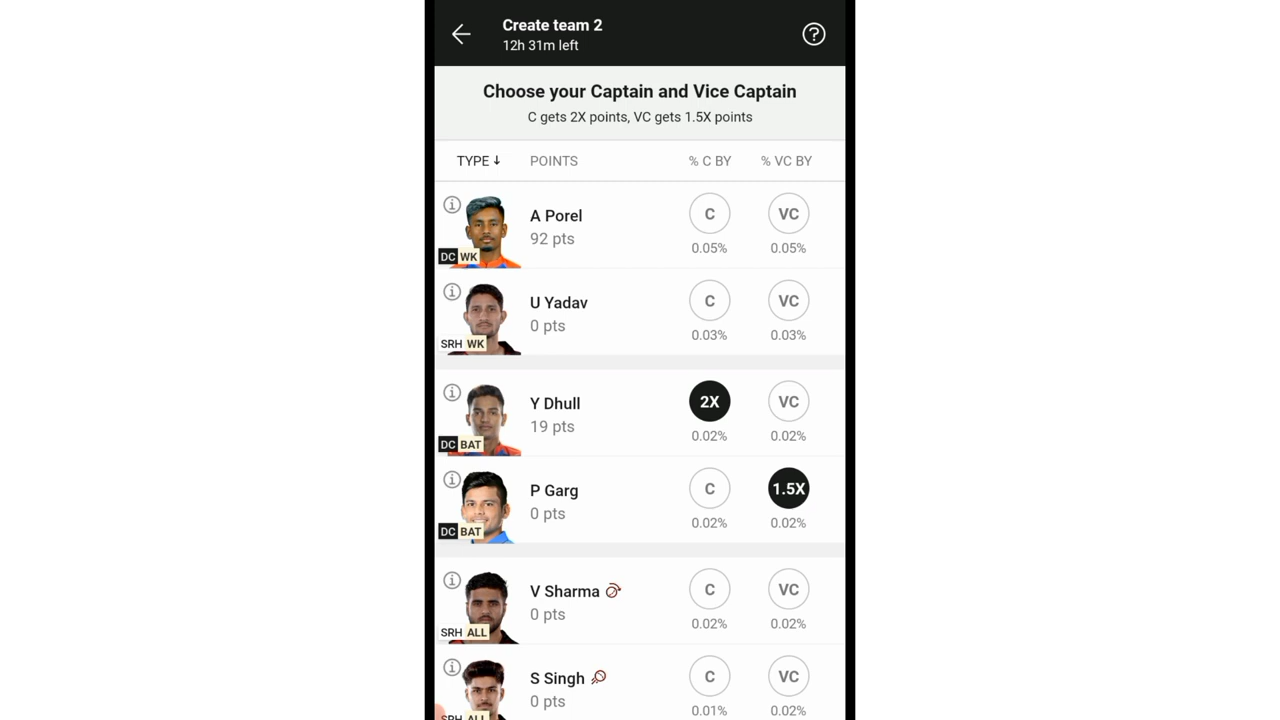 Create team 2
12h 31m left
Choose your Captain and Vice Captain
C gets 2X points, VC gets 1.5X points
TYPE POINTS % C BY % VC BY
A Porel
92 pts
DC WK
C VC
0.05% 0.05%
U Yadav
0 pts
SRH WK
C VC
0.03% 0.03%
Y Dhull
19 pts
DC BAT
2X VC
0.02% 0.02%
P Garg
0 pts
DC BAT
C 1.5X
0.02% 0.02%
V Sharma
0 pts
SRH ALL
C VC
0.02% 0.02%
S Singh
0 pts
SRH ALL
C VC
0.01% 0.02%